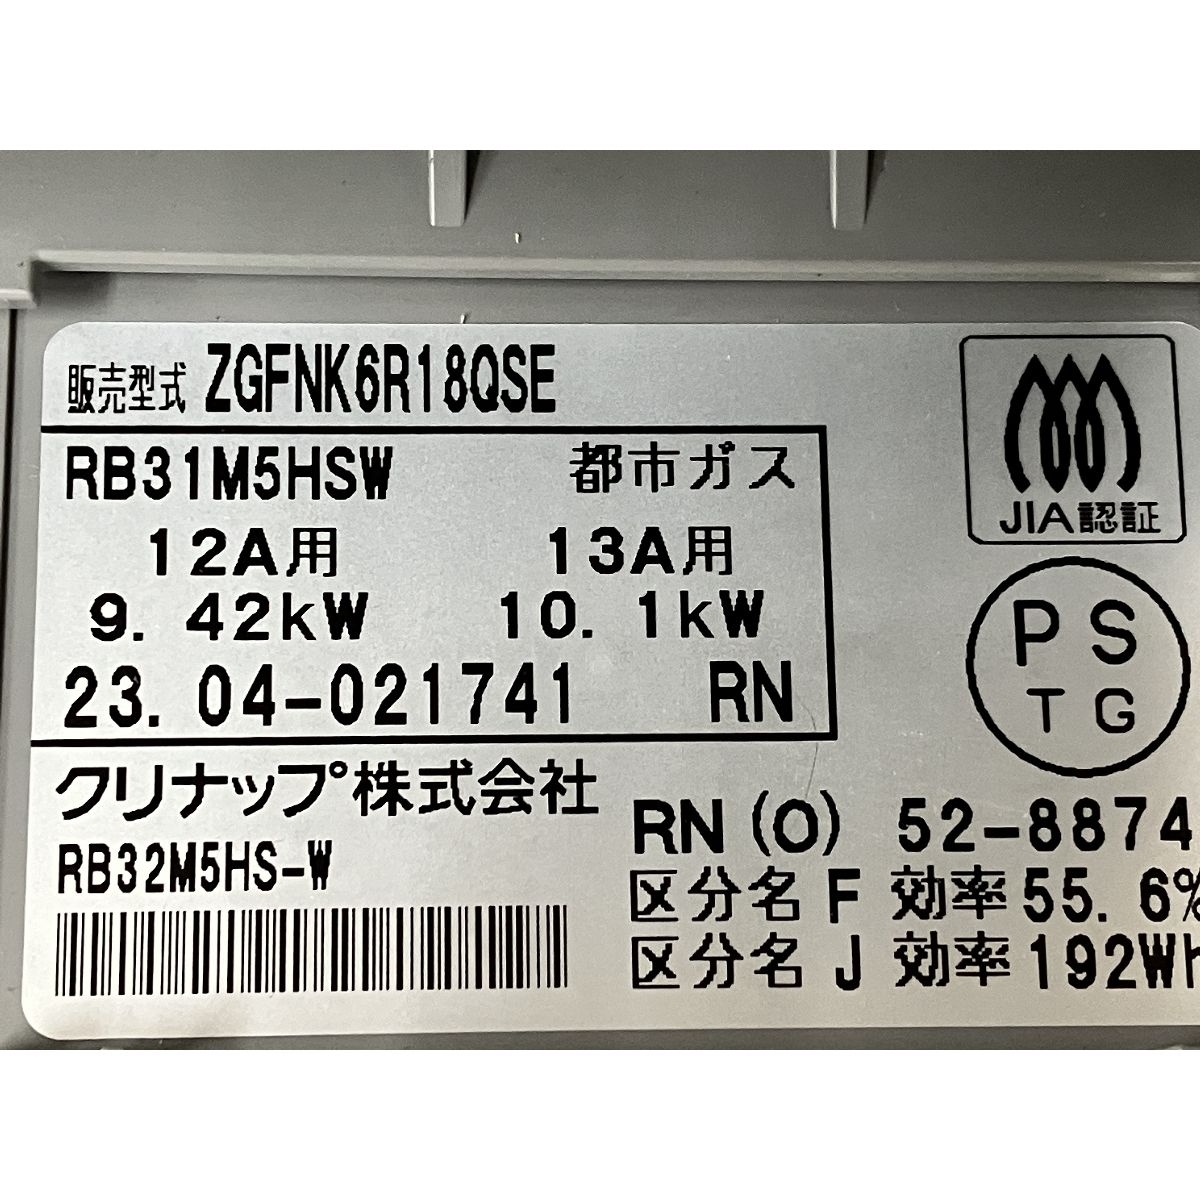 販売型式 ZGFNK6R18QSE
RB31M5HSW 都市ガス
12A用 13A用
9.42kW 10.1kW
23.04-021741 RN
クリナップ株式会社
RB32M5HS-W
JIA認証
PS
TG
RN(O) 52-8874
区分名 F 効率 55.6%
区分名 J 効率 192Wh